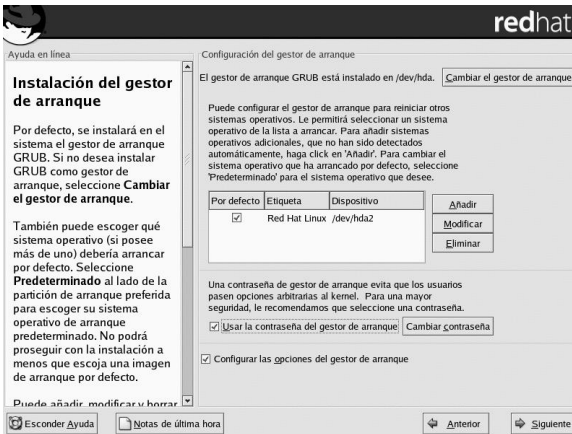 redhat
Ayuda en línea
Instalación del gestor
de arranque
Por defecto, se instalará en el
sistema el gestor de arranque
GRUB. Si no desea instalar
GRUB como gestor de
arranque, seleccione Cambiar
el gestor de arranque.
También puede escoger qué
sistema operativo (si posee
más de uno) debería arrancar
por defecto. Seleccione
Predeterminado al lado de la
partición de arranque preferida
para escoger su sistema
operativo de arranque
predeterminado. No podrá
proseguir con la instalación a
menos que escoja una imagen
de arranque por defecto.
Puede añadir, modificar y borrar
Configuración del gestor de arranque
El gestor de arranque GRUB está instalado en /dev/hda. Cambiar el gestor de arranque
Puede configurar el gestor de arranque para reiniciar otros
sistemas operativos. Le permitirá seleccionar un sistema
operativo de la lista a arrancar. Para añadir sistemas
operativos adicionales, que no han sido detectados
automáticamente, haga click en 'Añadir'. Para cambiar el
sistema operativo que ha arrancado por defecto, seleccione
'Predeterminado' para el sistema operativo que desee.
Por defecto Etiqueta Dispositivo
Red Hat Linux /dev/hda2
Añadir
Modificar
Eliminar
Una contraseña de gestor de arranque evita que los usuarios
pasen opciones arbitrarias al kernel. Para una mayor
seguridad, le recomendamos que seleccione una contraseña.
Usar la contraseña del gestor de arranque Cambiar contraseña
Configurar las opciones del gestor de arranque
Esconder Ayuda Notas de última hora Anterior Siguiente